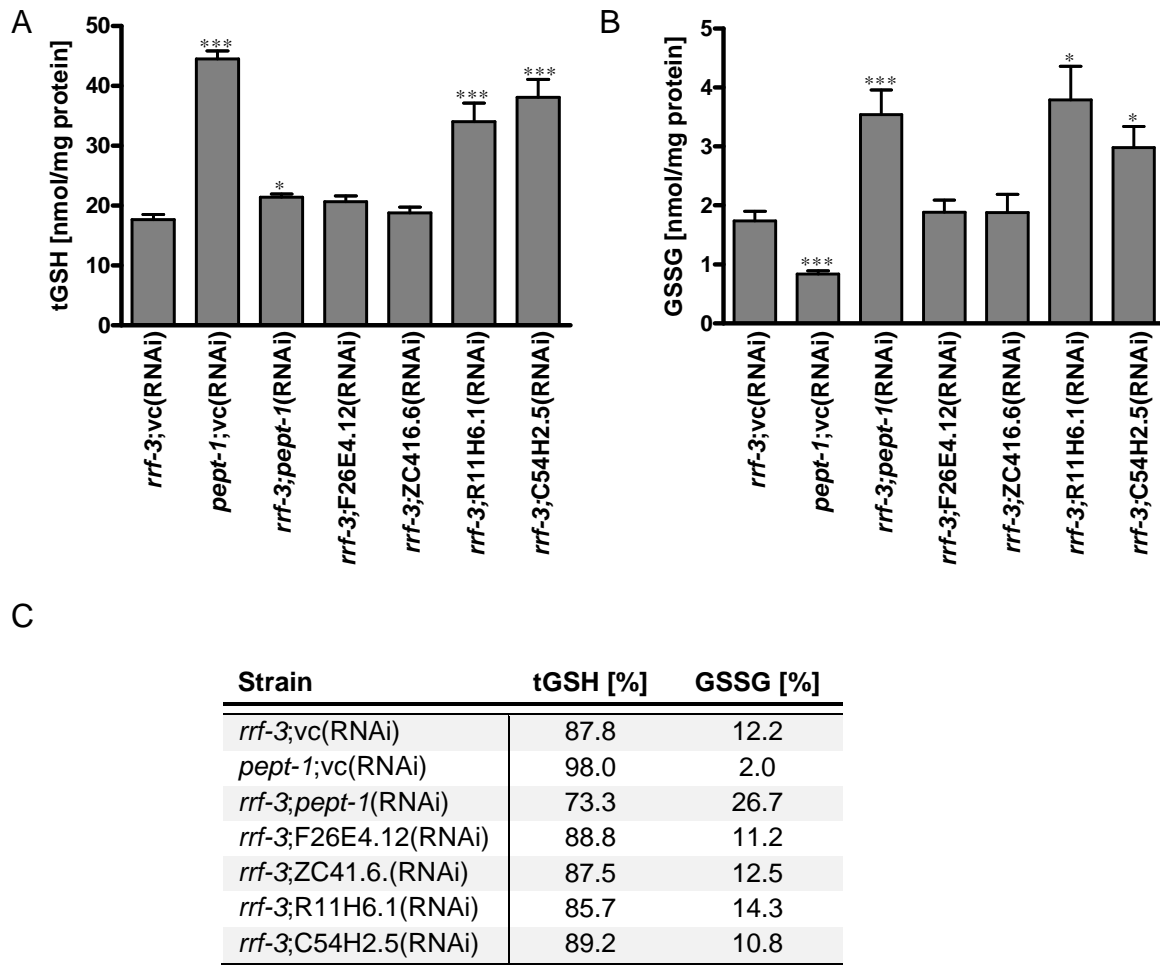 A
tGSH [nmol/mg protein]
50
40
30
20
10
0
***
*
***
***
rrf-3;vc(RNAi)
pept-1;vc(RNAi)
rrf-3;pept-1(RNAi)
rrf-3;F26E4.12(RNAi)
rrf-3;ZC416.6(RNAi)
rrf-3;R11H6.1(RNAi)
rrf-3;C54H2.5(RNAi)
B
GSSG [nmol/mg protein]
5
4
3
2
1
0
***
***
*
*
rrf-3;vc(RNAi)
pept-1;vc(RNAi)
rrf-3;pept-1(RNAi)
rrf-3;F26E4.12(RNAi)
rrf-3;ZC416.6(RNAi)
rrf-3;R11H6.1(RNAi)
rrf-3;C54H2.5(RNAi)
C
Strain tGSH [%] GSSG [%]
rrf-3;vc(RNAi) 87.8 12.2
pept-1;vc(RNAi) 98.0 2.0
rrf-3;pept-1(RNAi) 73.3 26.7
rrf-3;F26E4.12(RNAi) 88.8 11.2
rrf-3;ZC41.6.(RNAi) 87.5 12.5
rrf-3;R11H6.1(RNAi) 85.7 14.3
rrf-3;C54H2.5(RNAi) 89.2 10.8